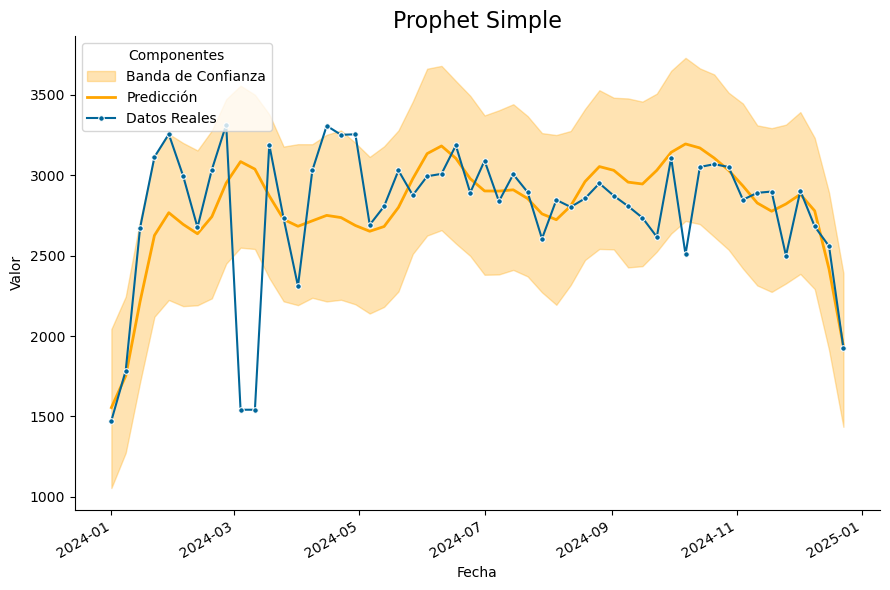 Prophet Simple
Componentes
Banda de Confianza
Predicción
Datos Reales
Valor
3500
3000
2500
2000
1500
1000
2024-01
2024-03
2024-05
2024-07
2024-09
2024-11
2025-01
Fecha